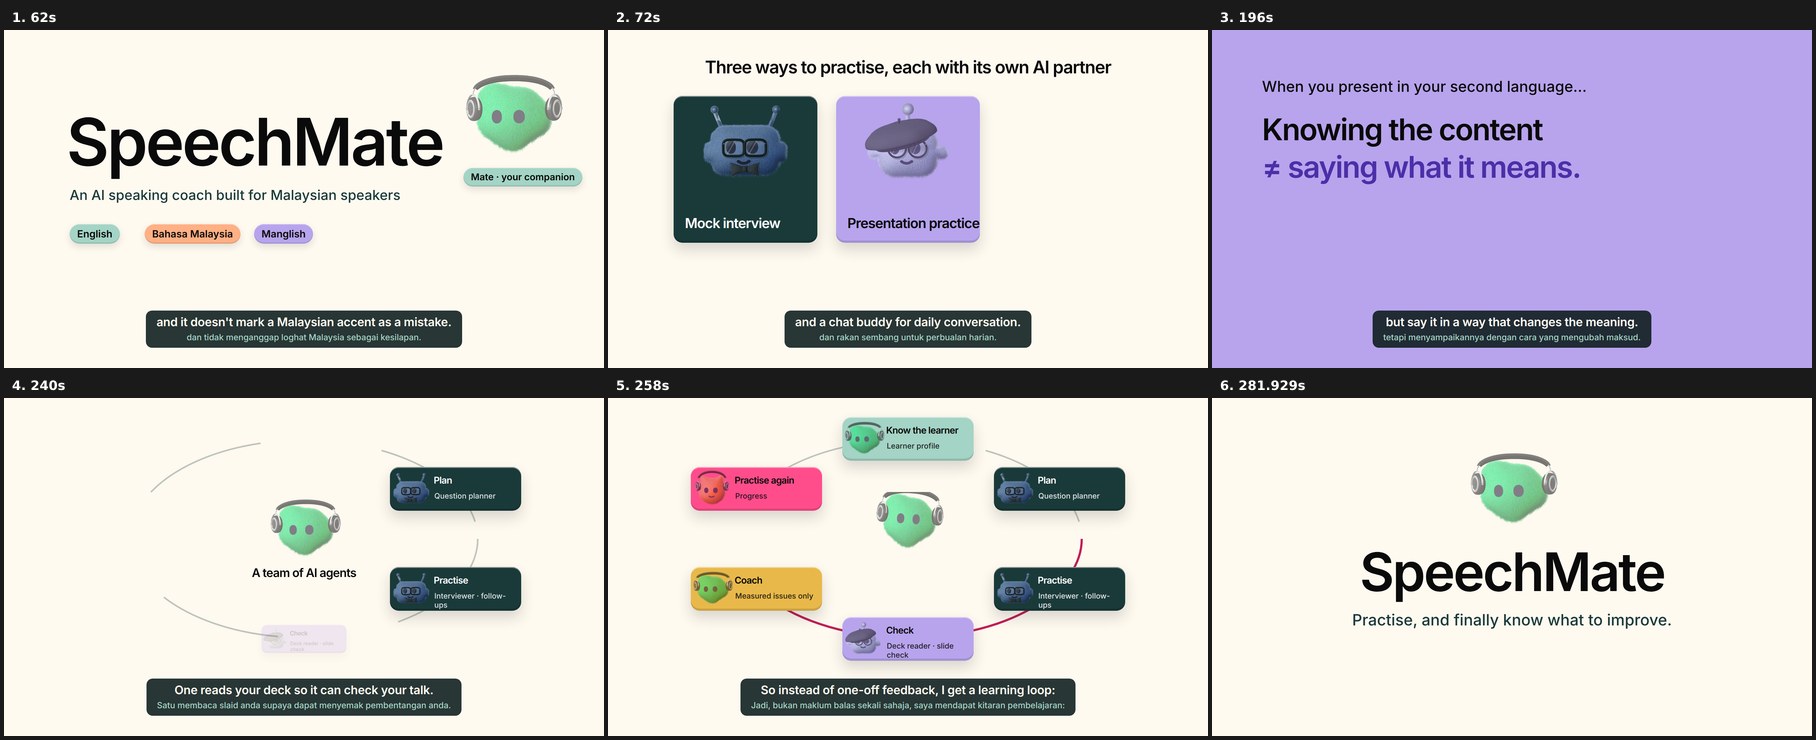 1. 62s
SpeechMate
An AI speaking coach built for Malaysian speakers
Mate · your companion
English
Bahasa Malaysia
Manglish
and it doesn't mark a Malaysian accent as a mistake.
dan tidak menganggap loghat Malaysia sebagai kesilapan.
2. 72s
Three ways to practise, each with its own AI partner
Mock interview
Presentation practice
and a chat buddy for daily conversation.
dan rakan sembang untuk perbualan harian.
3. 196s
When you present in your second language...
Knowing the content
≠ saying what it means.
but say it in a way that changes the meaning.
tetapi menyampaikannya dengan cara yang mengubah maksud.
4. 240s
Plan
Question planner
A team of AI agents
Practise
Interviewer · follow-
ups
Check
Deck reader · slide
check
One reads your deck so it can check your talk.
Satu membaca slaid anda supaya dapat menyemak pembentangan anda.
5. 258s
Know the learner
Learner profile
Practise again
Progress
Plan
Question planner
Coach
Measured issues only
Practise
Interviewer · follow-
ups
Check
Deck reader · slide
check
So instead of one-off feedback, I get a learning loop:
Jadi, bukan maklum balas sekali sahaja, saya mendapat kitaran pembelajaran:
6. 281.929s
SpeechMate
Practise, and finally know what to improve.